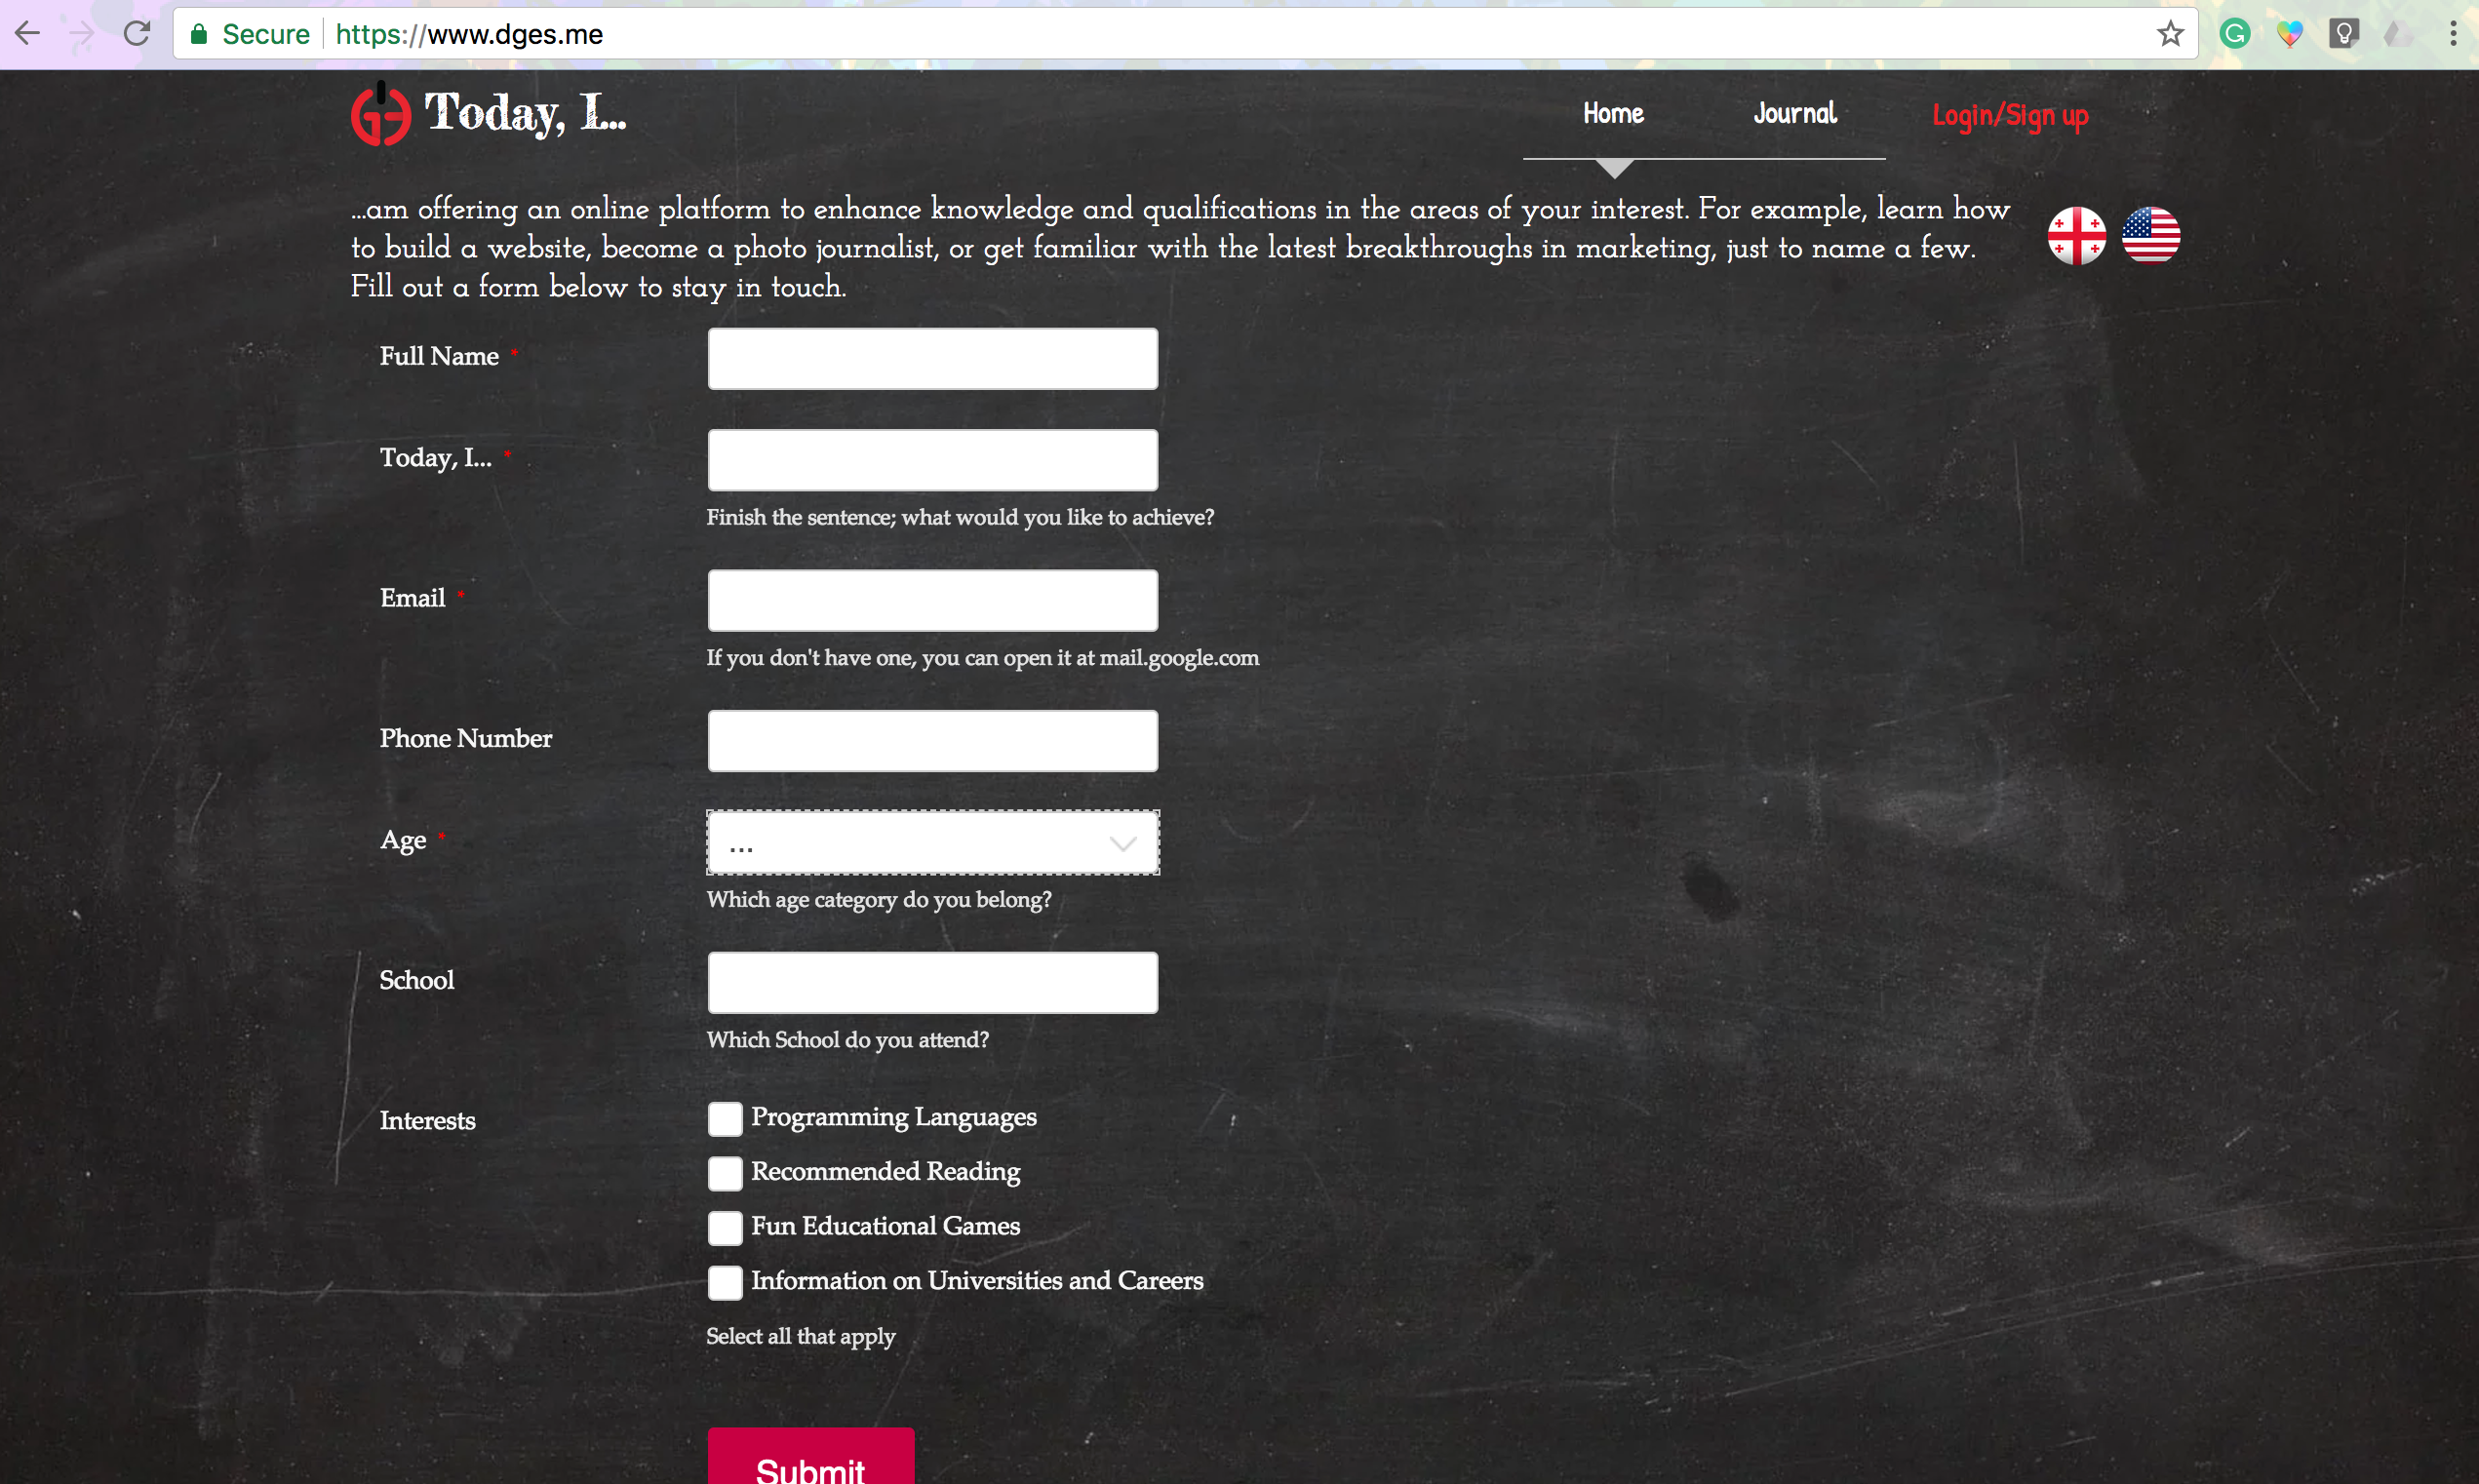 Secure https://www.dges.me
Today, I...
Home Journal Login/Sign up
...am offering an online platform to enhance knowledge and qualifications in the areas of your interest. For example, learn how
to build a website, become a photo journalist, or get familiar with the latest breakthroughs in marketing, just to name a few.
Fill out a form below to stay in touch.
Full Name *
Today, I... *
Finish the sentence; what would you like to achieve?
Email *
If you don't have one, you can open it at mail.google.com
Phone Number
Age *
...
Which age category do you belong?
School
Which School do you attend?
Interests
Programming Languages
Recommended Reading
Fun Educational Games
Information on Universities and Careers
Select all that apply
Submit